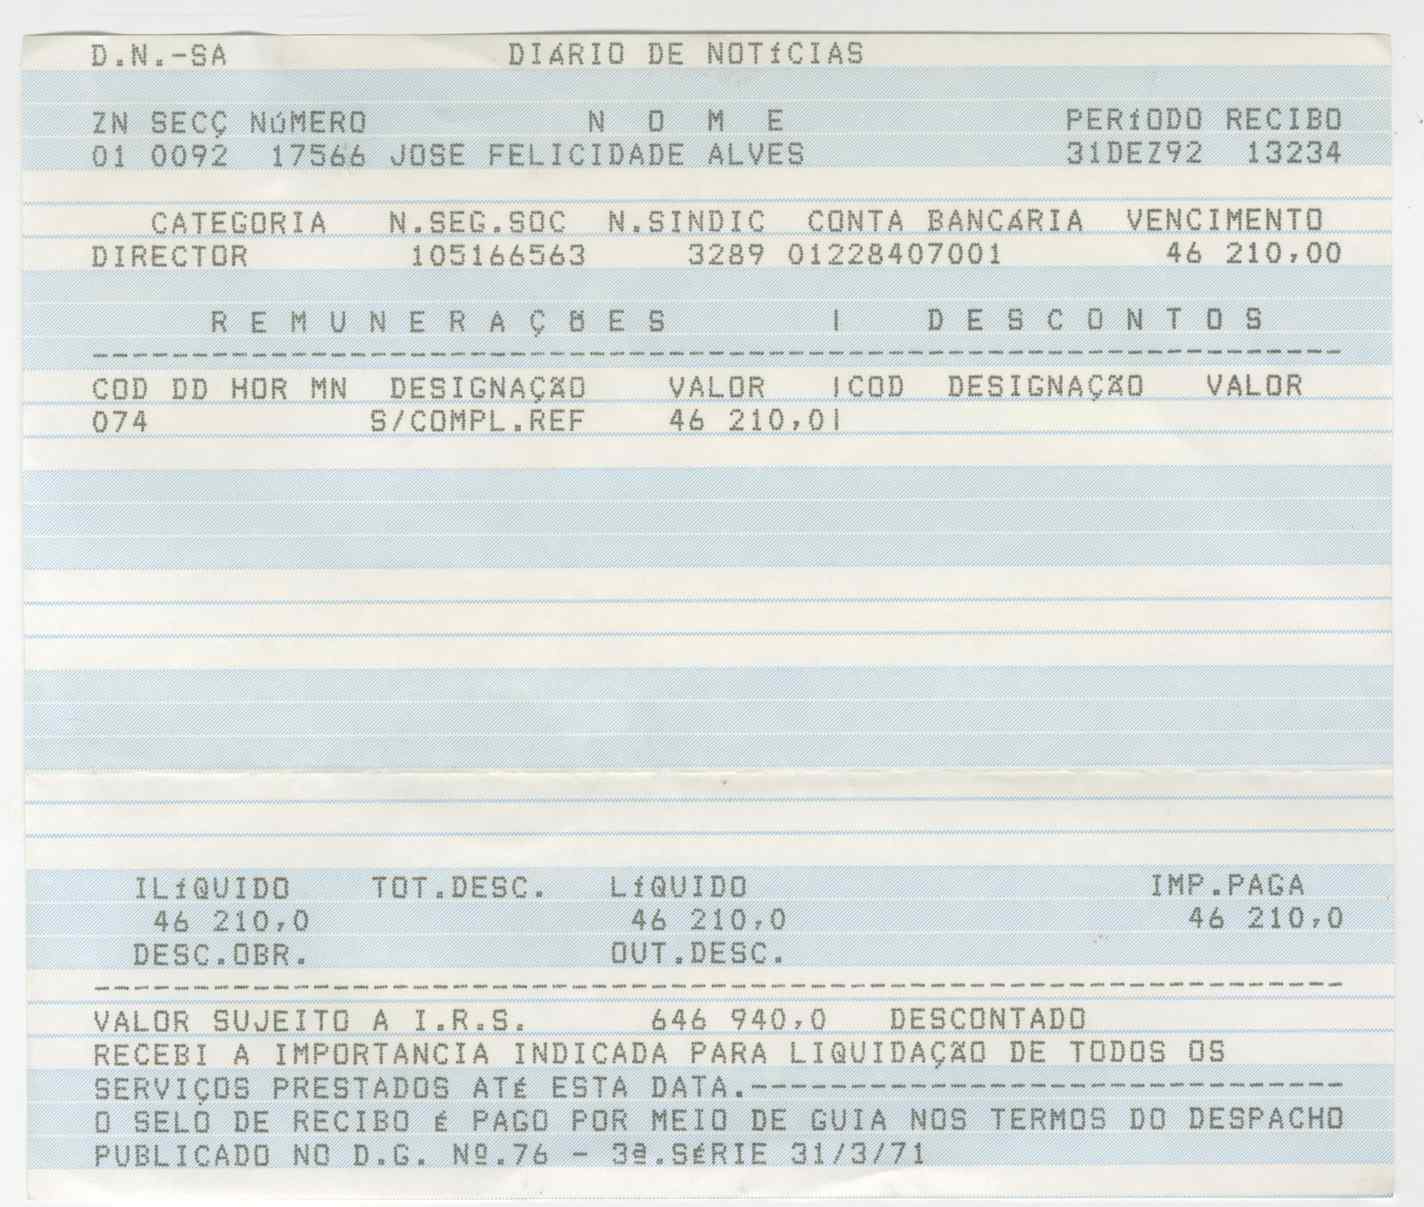 D.N.-SA DIÁRIO DE NOTÍCIAS
ZN SECÇ NÚMERO N O M E PERÍODO RECIBO
01 0092 17566 JOSE FELICIDADE ALVES 31DEZ92 13234
CATEGORIA N.SEG.SOC N.SINDIC CONTA BANCÁRIA VENCIMENTO
DIRECTOR 105166563 3289 01228407001 46 210,00
R E M U N E R A Ç Õ E S | D E S C O N T O S
----------------------------------------------------------------
COD DD HOR MN DESIGNAÇÃO VALOR |COD DESIGNAÇÃO VALOR
074 S/COMPL.REF 46 210,0|
ILÍQUIDO TOT.DESC. LÍQUIDO IMP.PAGA
46 210,0 46 210,0 46 210,0
DESC.OBR. OUT.DESC.
----------------------------------------------------------------
VALOR SUJEITO A I.R.S. 646 940,0 DESCONTADO
RECEBI A IMPORTANCIA INDICADA PARA LIQUIDAÇÃO DE TODOS OS
SERVIÇOS PRESTADOS ATÉ ESTA DATA.------------------------------
O SELO DE RECIBO É PAGO POR MEIO DE GUIA NOS TERMOS DO DESPACHO
PUBLICADO NO D.G. Nº.76 - 3ª.SÉRIE 31/3/71